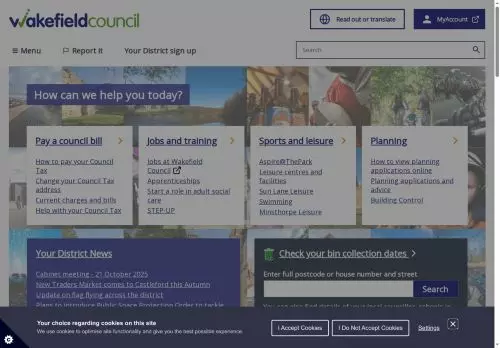 wakefieldcouncil
Read out or translate
MyAccount
Menu
Report it
Your District sign up
Search
How can we help you today?
Pay a council bill
How to pay your Council
Tax
Change your Council Tax
address
Current charges and bills
Help with your Council Tax
Jobs and training
Jobs at Wakefield
Council
Apprenticeships
Start a role in adult social
care
STEP-UP
Sports and leisure
Aspire@ThePark
Leisure centres and
facilities
Sun Lane Leisure
Swimming
Minsthorpe Leisure
Planning
How to view planning
applications online
Planning applications and
advice
Building Control
Your District News
Cabinet meeting - 21 October 2025
New Traders Market comes to Castleford this Autumn
Update on flag flying across the district
Plans to introduce Public Space Protection Order to tackle
Check your bin collection dates
Enter full postcode or house number and street
Search
You can also find details of your local councillor, schools in
Your choice regarding cookies on this site
We use cookies to optimise site functionality and give you the best possible experience.
I Accept Cookies
I Do Not Accept Cookies
Settings